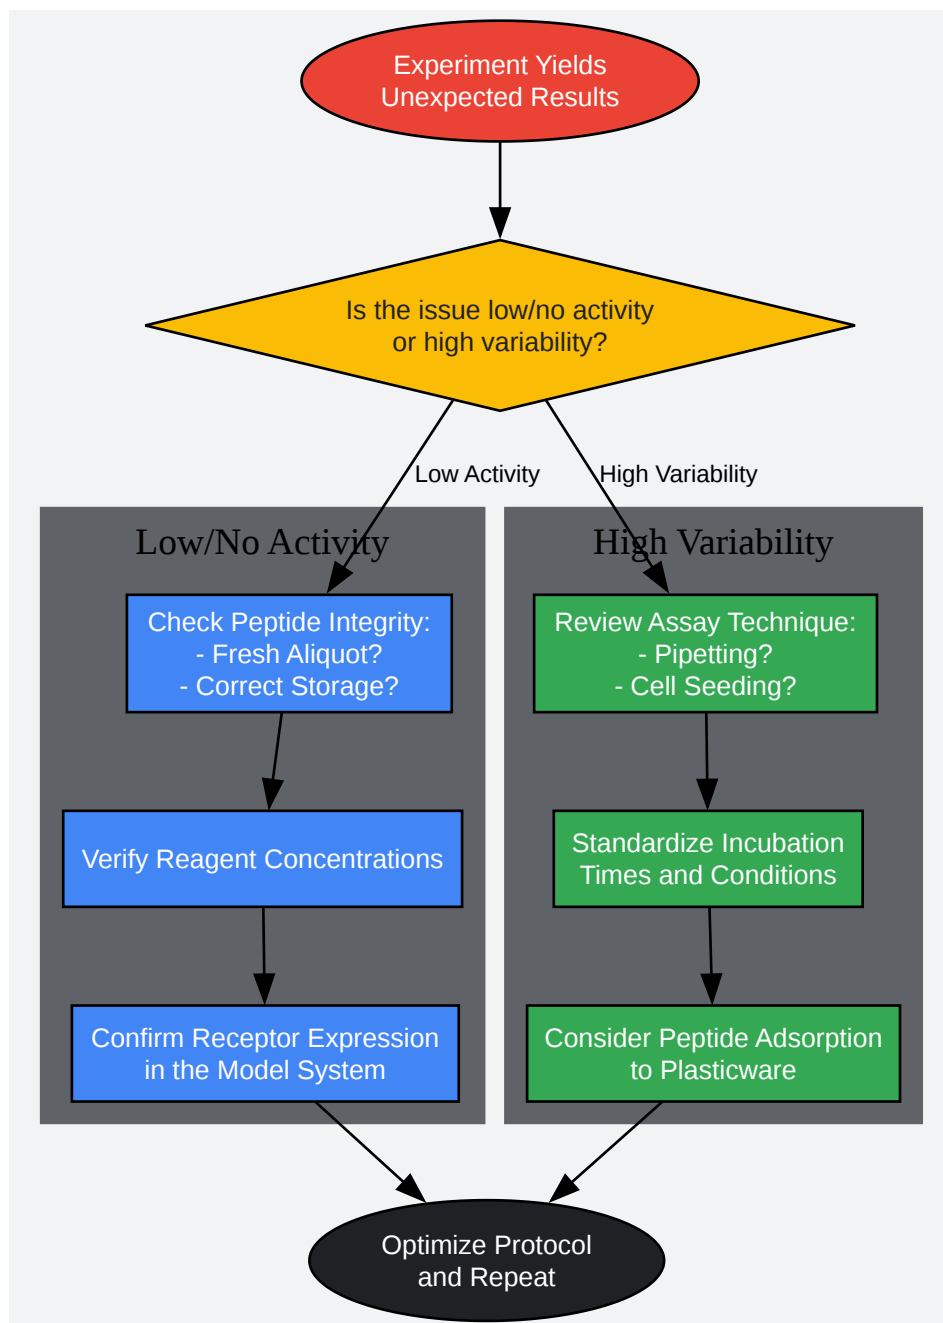 Experiment Yields
Unexpected Results
Is the issue low/no activity
or high variability?
Low Activity
High Variability
Low/No Activity
Check Peptide Integrity:
- Fresh Aliquot?
- Correct Storage?
Verify Reagent Concentrations
Confirm Receptor Expression
in the Model System
High Variability
Review Assay Technique:
- Pipetting?
- Cell Seeding?
Standardize Incubation
Times and Conditions
Consider Peptide Adsorption
to Plasticware
Optimize Protocol
and Repeat